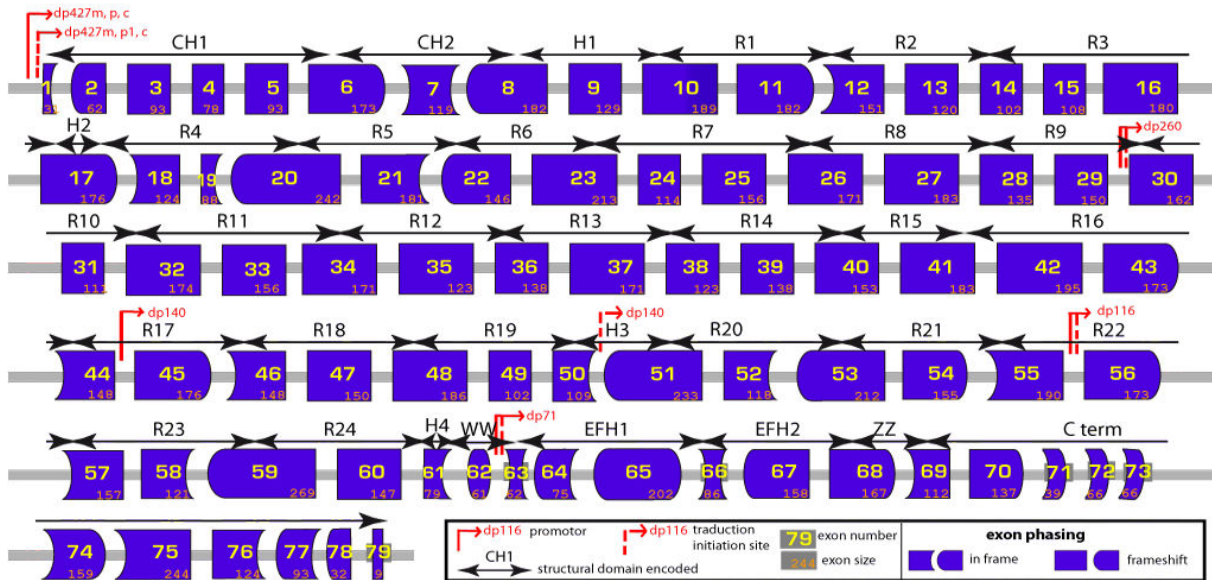 dp427m, p, c
dp427m, p1, c
CH1 CH2 H1 R1 R2 R3
1 2 3 4 5 6 7 8 9 10 11 12 13 14 15 16
31 62 93 78 93 173 119 182 129 189 182 151 120 102 108 180
H2 R4 R5 R6 R7 R8 R9 dp260
17 18 19 20 21 22 23 24 25 26 27 28 29 30
176 124 88 242 181 146 213 114 156 171 183 135 150 162
R10 R11 R12 R13 R14 R15 R16
31 32 33 34 35 36 37 38 39 40 41 42 43
111 174 156 171 123 138 171 123 138 153 183 195 173
dp140 dp140 dp116
R17 R18 R19 H3 R20 R21 R22
44 45 46 47 48 49 50 51 52 53 54 55 56
148 176 148 150 186 102 109 233 118 212 155 190 173
dp71
R23 R24 H4 WW EFH1 EFH2 ZZ C term
57 58 59 60 61 62 63 64 65 66 67 68 69 70 71 72 73
157 121 269 147 79 61 62 75 202 86 158 167 112 137 39 66 66
74 75 76 77 78 79
159 244 124 93 32 9
dp116 promotor
dp116 traduction initiation site
79 exon number
244 exon size
CH1 structural domain encoded
exon phasing
in frame
frameshift